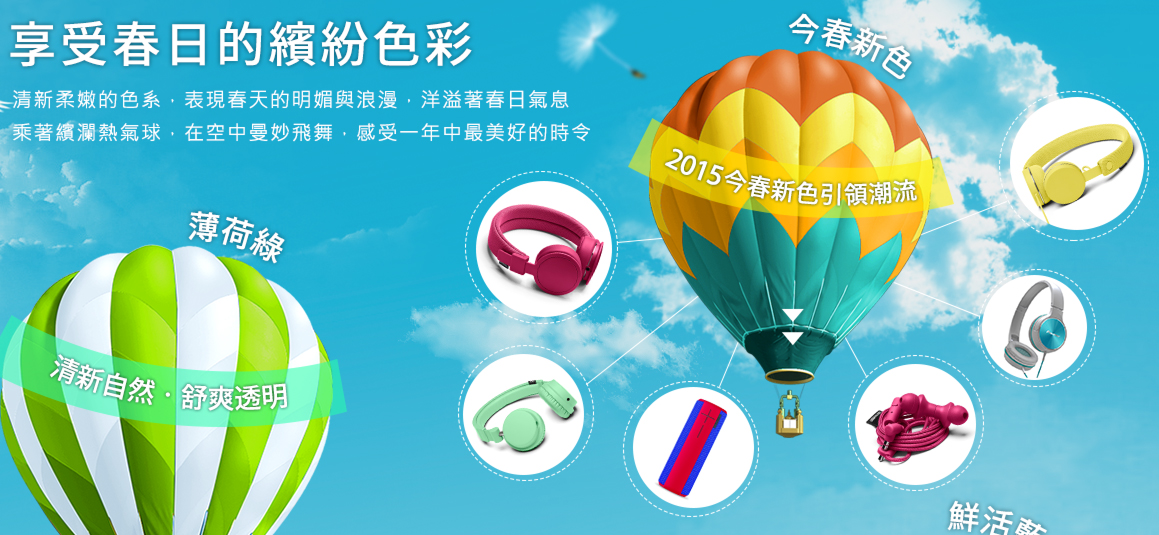 享受春日的繽紛色彩
清新柔嫩的色系，表現春天的明媚與浪漫，洋溢著春日氣息
乘著繽瀾熱氣球，在空中曼妙飛舞，感受一年中最美好的時令
今春新色
2015今春新色引領潮流
薄荷綠
清新自然・舒爽透明
鮮活藍